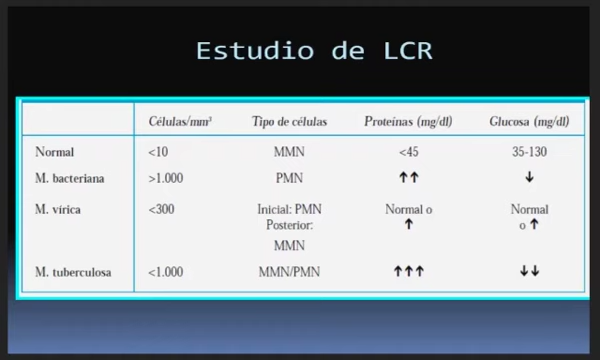 Estudio de LCR
Células/mm³ Tipo de células Proteínas (mg/dl) Glucosa (mg/dl)
Normal <10 MMN <45 35-130
M. bacteriana >1.000 PMN ↑↑ ↓
M. vírica <300 Inicial: PMN Normal o Normal
Posterior: ↑ o ↑
MMN
M. tuberculosa <1.000 MMN/PMN ↑↑↑ ↓↓